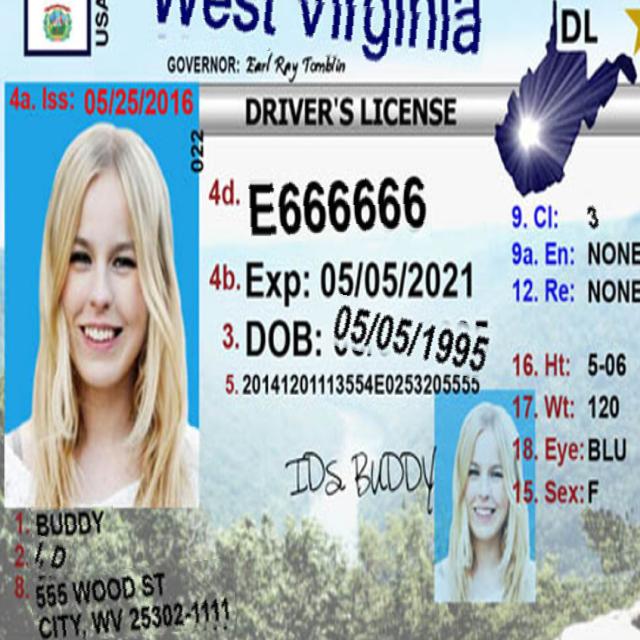 USA
West Virginia
DL
GOVERNOR: Earl Ray Tomblin
4a. Iss: 05/25/2016
DRIVER'S LICENSE
022
4d. E666666
9. Cl: 3
4b. Exp: 05/05/2021
9a. En: NONE
12. Re: NONE
3. DOB: 05/05/1995
5. 20141201113554E0253205555
16. Ht: 5-06
17. Wt: 120
18. Eye: BLU
15. Sex: F
IDs BUDDY
1. BUDDY
2. I, D
8. 555 WOOD ST
CITY, WV 25302-1111